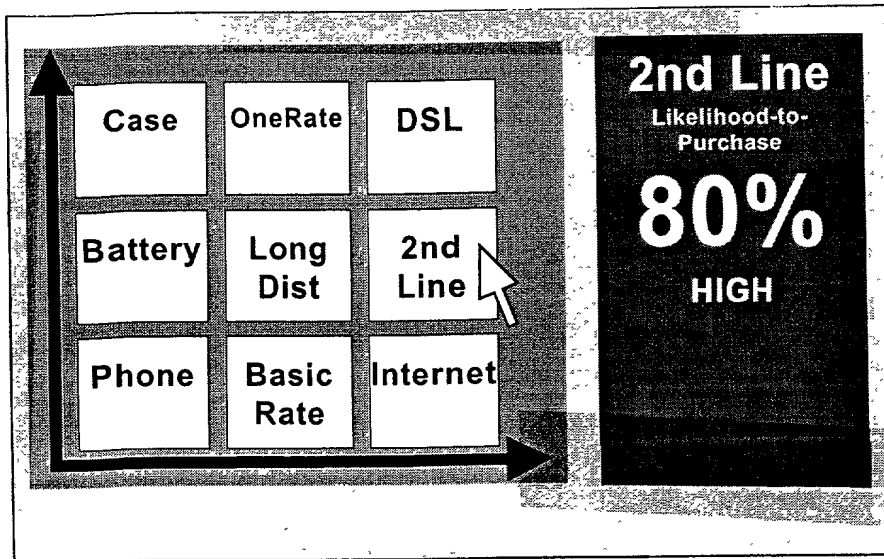 Case
OneRate
DSL
Battery
Long
Dist
2nd
Line
Phone
Basic
Rate
Internet
2nd Line
Likelihood-to-
Purchase
80%
HIGH